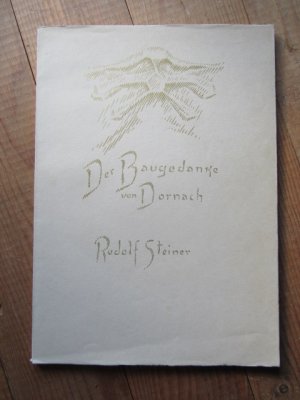 Der Baugedanke
von Dornach
Rudolf Steiner